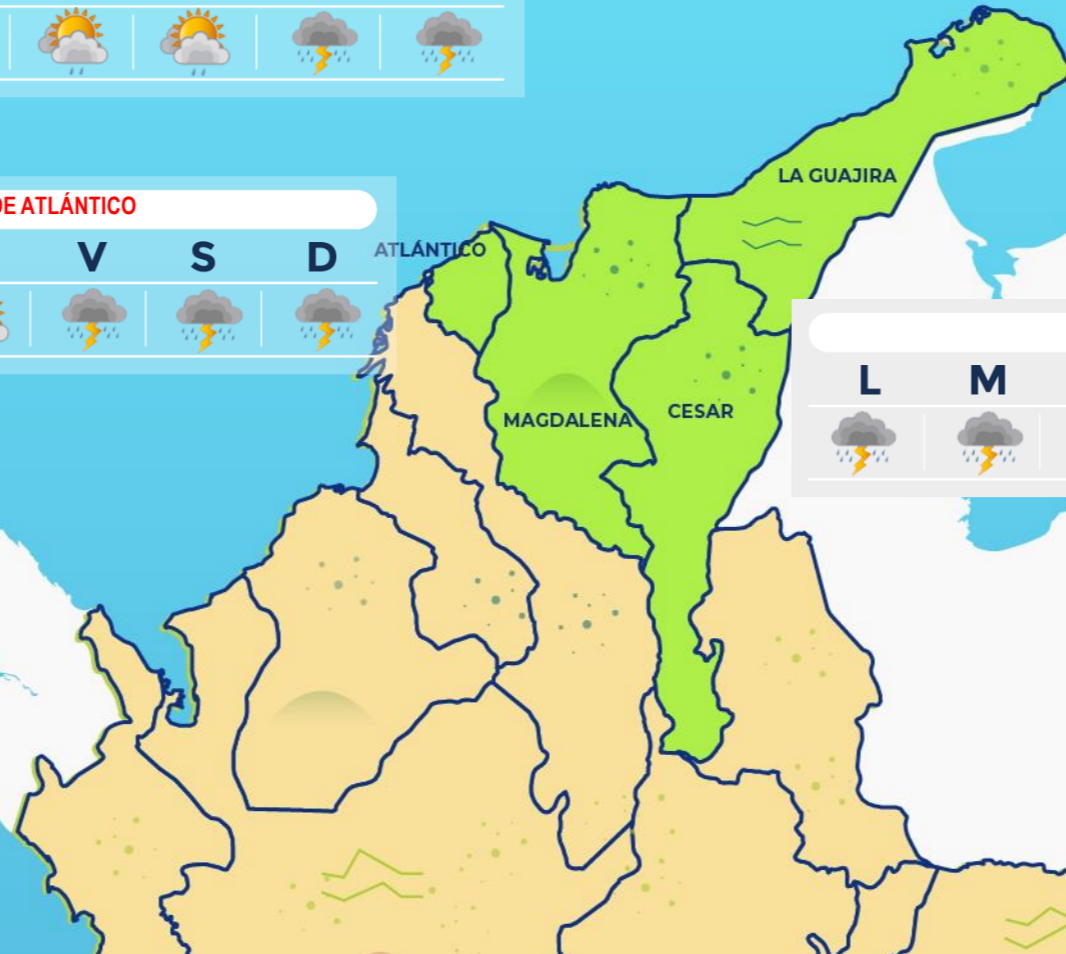 LA GUAJIRA
DE ATLÁNTICO
V S D
ATLÁNTICO
L M
MAGDALENA
CESAR